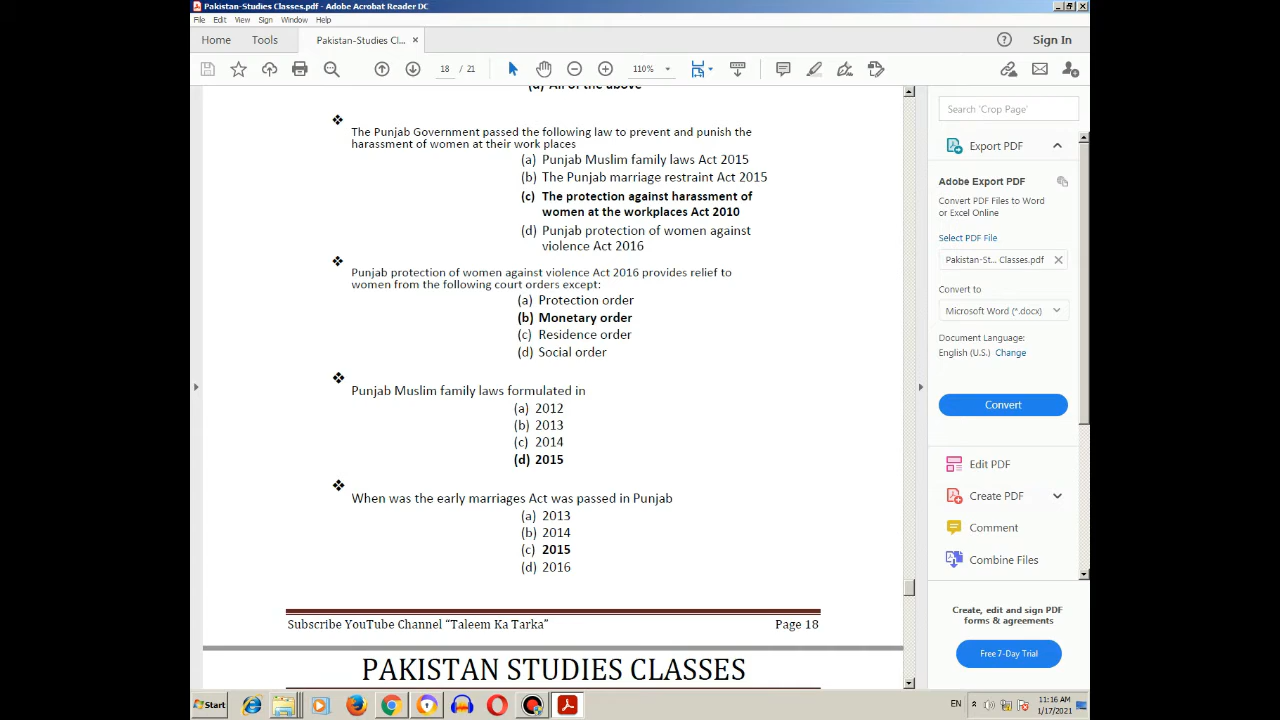 Pakistan-Studies Classes.pdf - Adobe Acrobat Reader DC
File Edit View Sign Window Help
Home Tools Pakistan-Studies Cl... × Sign In
18 / 21 110%
(d) All of the above
❖
The Punjab Government passed the following law to prevent and punish the
harassment of women at their work places
(a) Punjab Muslim family laws Act 2015
(b) The Punjab marriage restraint Act 2015
(c) The protection against harassment of
women at the workplaces Act 2010
(d) Punjab protection of women against
violence Act 2016
❖
Punjab protection of women against violence Act 2016 provides relief to
women from the following court orders except:
(a) Protection order
(b) Monetary order
(c) Residence order
(d) Social order
❖
Punjab Muslim family laws formulated in
(a) 2012
(b) 2013
(c) 2014
(d) 2015
❖
When was the early marriages Act was passed in Punjab
(a) 2013
(b) 2014
(c) 2015
(d) 2016
Subscribe YouTube Channel “Taleem Ka Tarka” Page 18
PAKISTAN STUDIES CLASSES
Search 'Crop Page'
Export PDF
Adobe Export PDF
Convert PDF Files to Word
or Excel Online
Select PDF File
Pakistan-St... Classes.pdf ×
Convert to
Microsoft Word (*.docx)
Document Language:
English (U.S.) Change
Convert
Edit PDF
Create PDF
Comment
Combine Files
Create, edit and sign PDF
forms & agreements
Free 7-Day Trial
Start EN 11:16 AM
1/17/2021